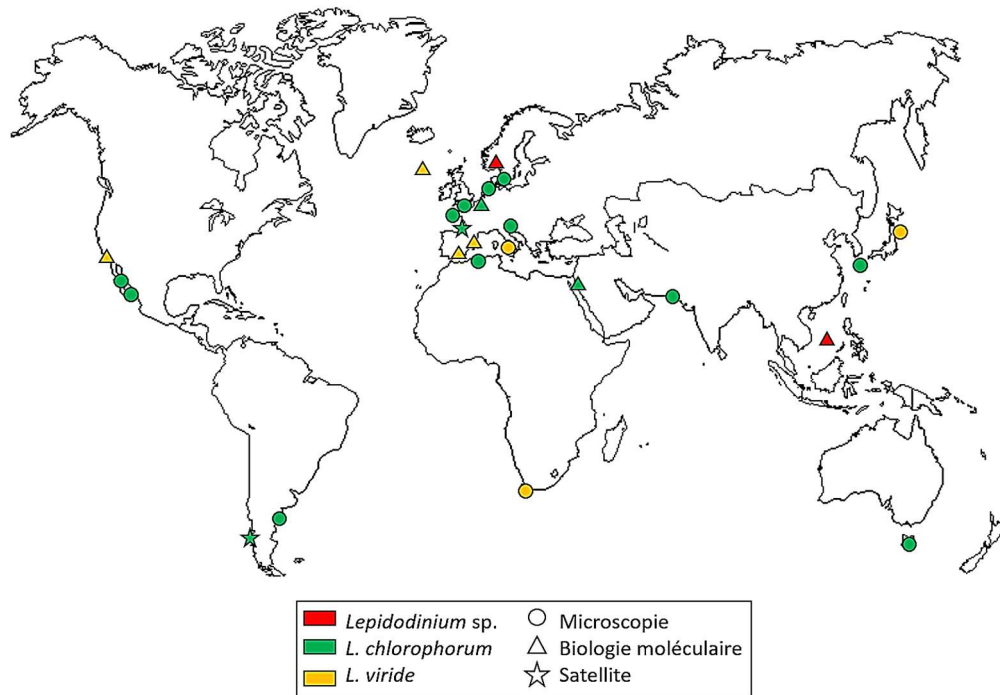 Lepidodinium sp.
Microscopie
L. chlorophorum
Biologie moléculaire
L. viride
Satellite